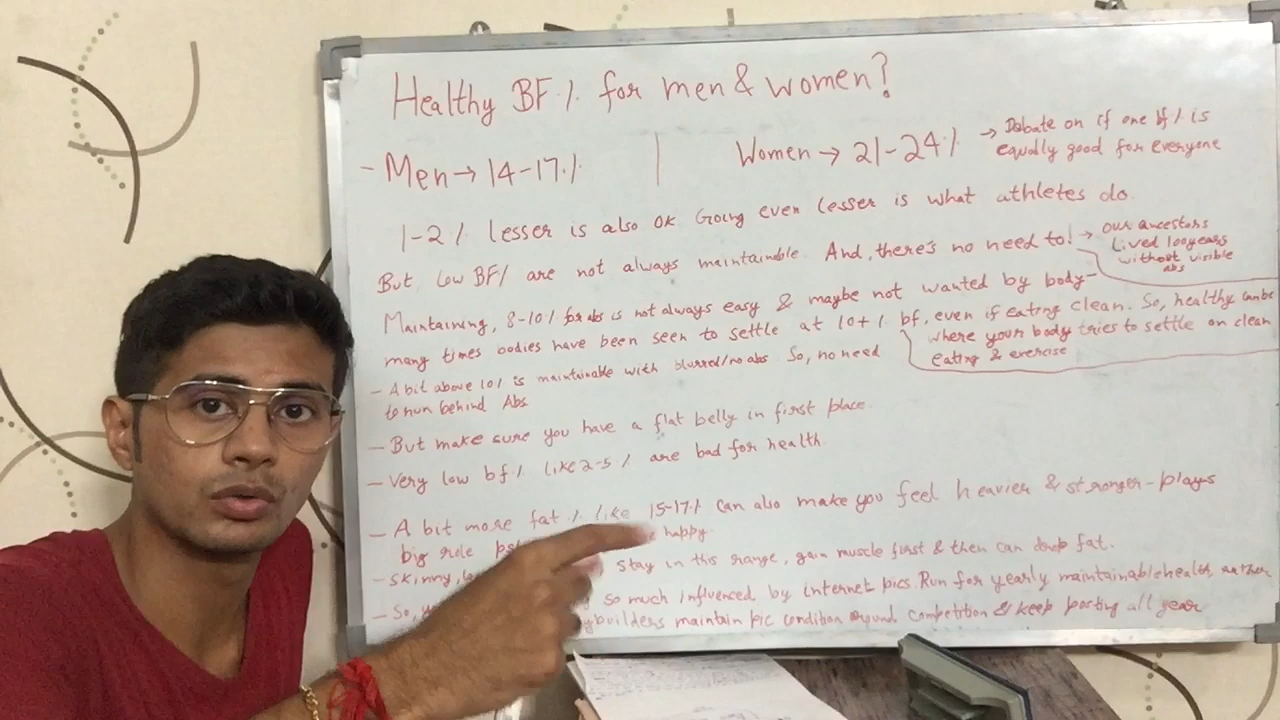 Healthy BF% for men & women?
- Men → 14-17% | Women → 21-24% → Debate on if one bf% is equally good for everyone
1-2% lesser is also OK Going even lesser is what athletes do.
But, Low BF% are not always maintainable. And, there's no need to! → our ancestors
lived 100years
without visible
abs
Maintaining, 8-10% for abs is not always easy & maybe not wanted by body-
many times bodies have been seen to settle at 10+% bf, even if eating clean. So, healthy can be
where your body tries to settle on clean
eating & exercise
- A bit above 10% is maintainable with blurred/no abs So, no need
to run behind Abs
- But make sure you have a flat belly in first place.
- Very low bf% like 2-5% are bad for health
- A bit more fat % like 15-17% can also make you feel heavier & stronger - plays
big role happy.
- skinny, stay in this range, gain muscle first & then can drop fat.
- So, so much influenced by internet pics. Run for yearly maintainable health,
builders maintain pic condition around competition & keep posting all year